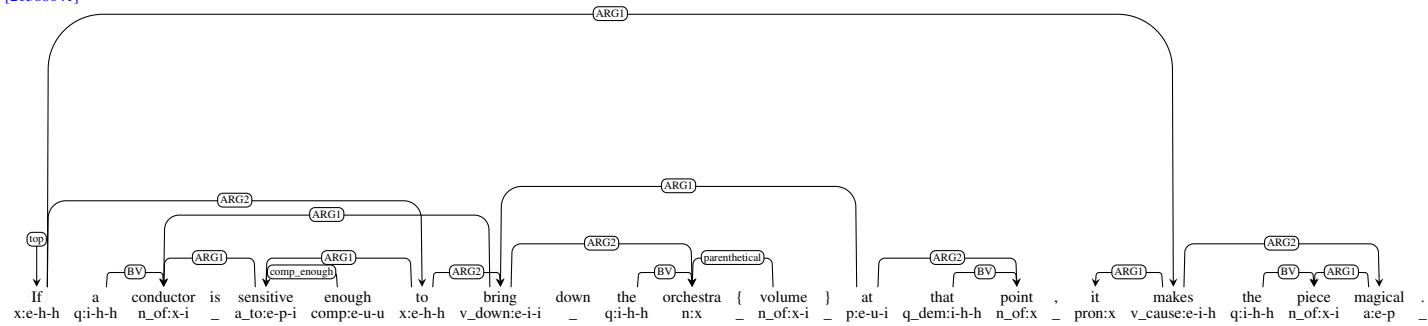 ARG1
ARG2 ARG1
ARG1
top ARG2
BV ARG1 ARG1 parenthetical ARG2 ARG2
comp_enough ARG2 BV BV ARG1 BV ARG1
If a conductor is sensitive enough to bring down the orchestra { volume } at that point , it makes the piece magical .
x:e-h-h q:i-h-h n_of:x-i _ a_to:e-p-i comp:e-u-u x:e-h-h v_down:e-i-i _ q:i-h-h n:x _ n_of:x-i _ p:e-u-i q_dem:i-h-h n_of:x _ pron:x v_cause:e-i-h q:i-h-h n_of:x-i a:e-p _